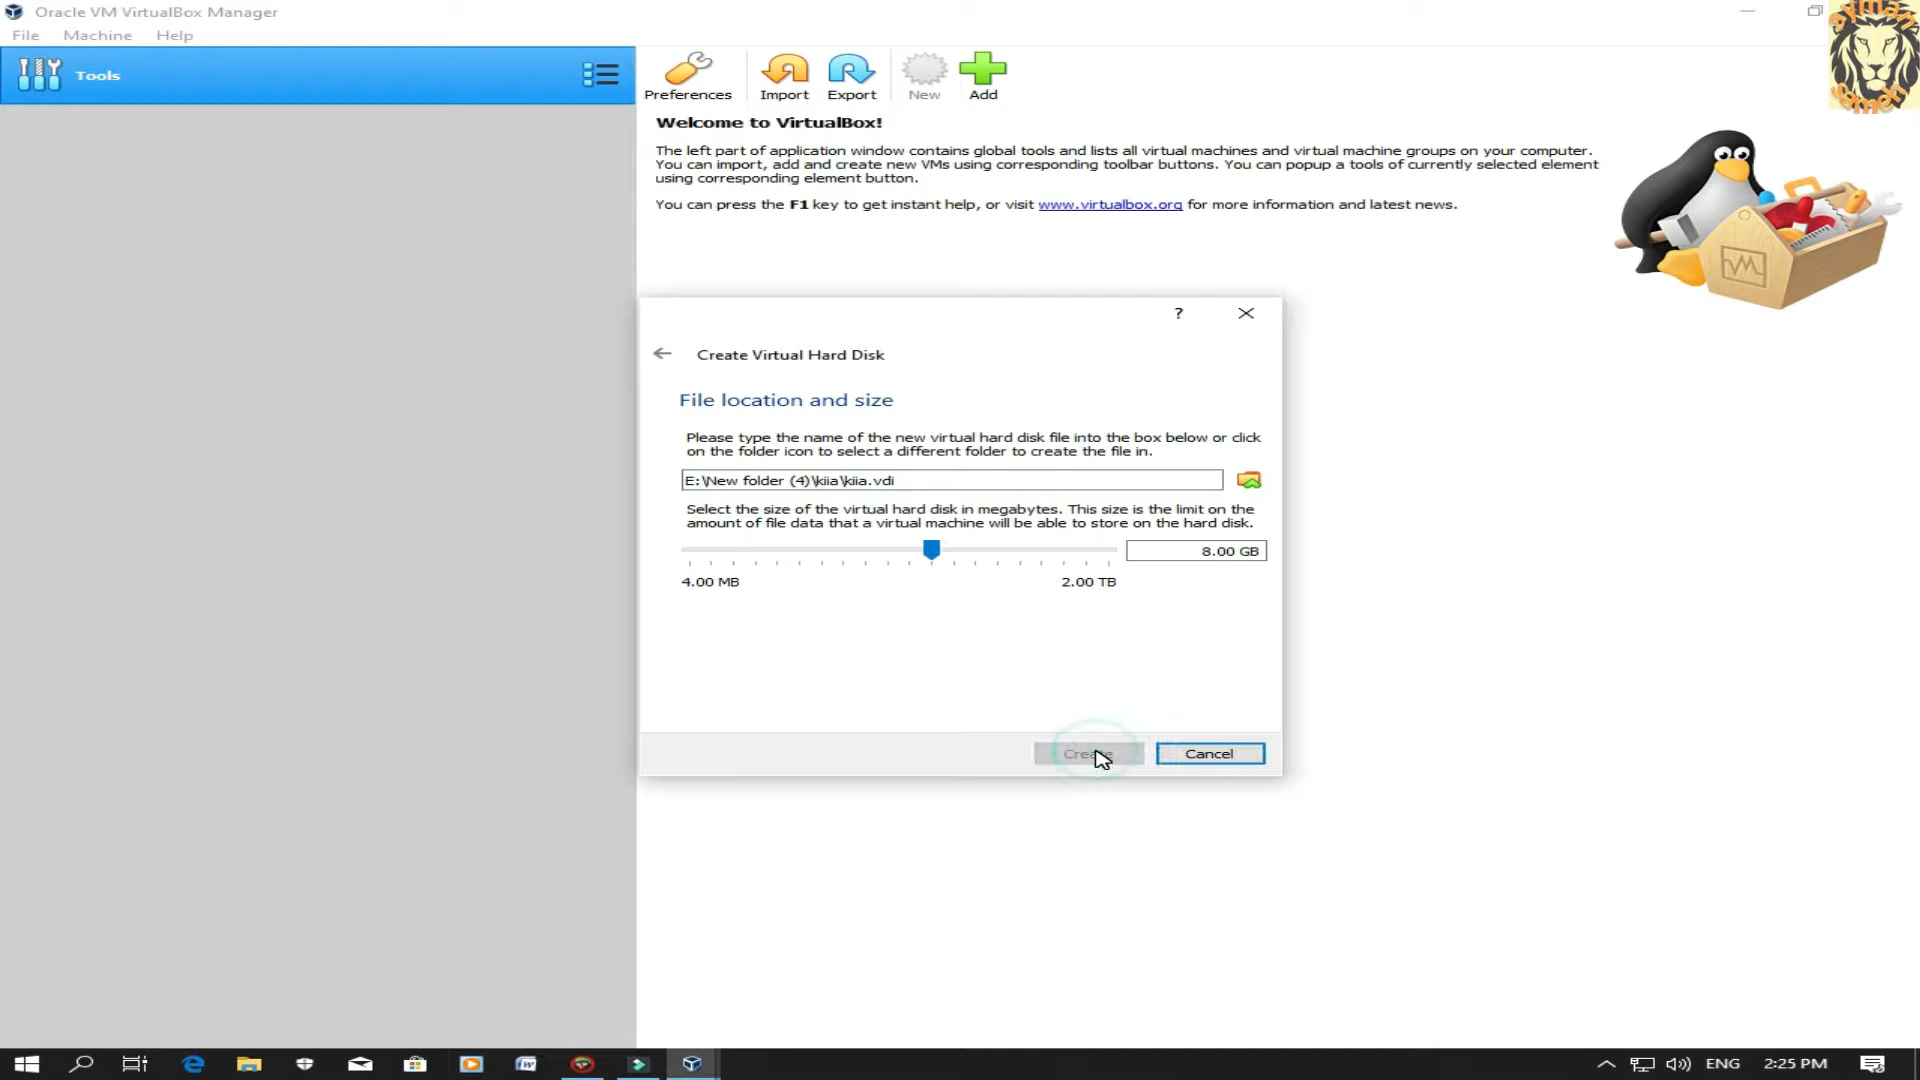 Oracle VM VirtualBox Manager
File Machine Help
Tools
Preferences Import Export New Add
Welcome to VirtualBox!
The left part of application window contains global tools and lists all virtual machines and virtual machine groups on your computer.
You can import, add and create new VMs using corresponding toolbar buttons. You can popup a tools of currently selected element
using corresponding element button.
You can press the F1 key to get instant help, or visit www.virtualbox.org for more information and latest news.
ayman
sameh
?
Create Virtual Hard Disk
File location and size
Please type the name of the new virtual hard disk file into the box below or click
on the folder icon to select a different folder to create the file in.
E:\New folder (4)\kiia\kiia.vdi
Select the size of the virtual hard disk in megabytes. This size is the limit on the
amount of file data that a virtual machine will be able to store on the hard disk.
8.00 GB
4.00 MB 2.00 TB
Create Cancel
ENG 2:25 PM